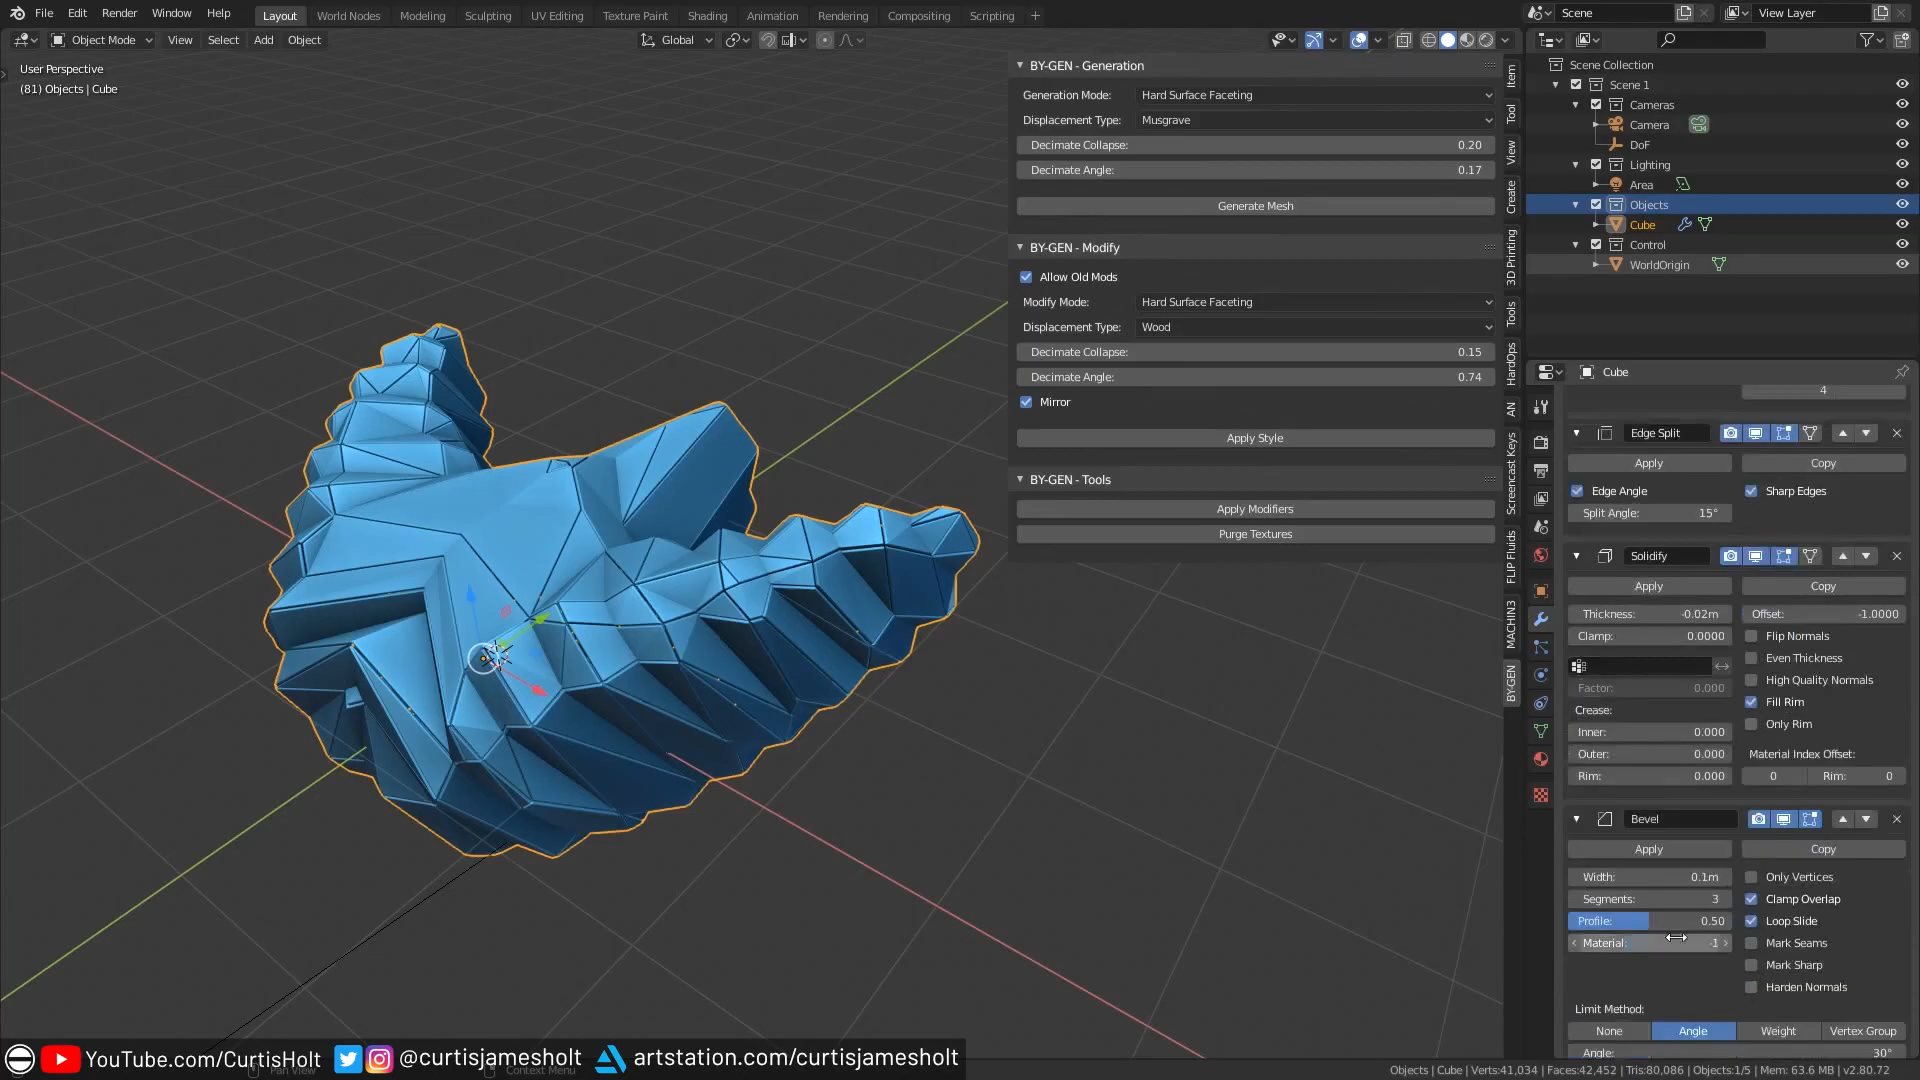 File Edit Render Window Help Layout World Nodes Modeling Sculpting UV Editing Texture Paint Shading Animation Rendering Compositing Scripting + Scene View Layer
Object Mode View Select Add Object Global
User Perspective
(81) Objects | Cube
BY-GEN - Generation
Generation Mode: Hard Surface Faceting
Displacement Type: Musgrave
Decimate Collapse: 0.20
Decimate Angle: 0.17
Generate Mesh
BY-GEN - Modify
Allow Old Mods
Modify Mode: Hard Surface Faceting
Displacement Type: Wood
Decimate Collapse: 0.15
Decimate Angle: 0.74
Mirror
Apply Style
BY-GEN - Tools
Apply Modifiers
Purge Textures
Item
Tool
View
Create
3D Printing
Tools
HardOps
AN
Screencast Keys
FLIP Fluids
MACHIN3
BY-GEN
Scene Collection
Scene 1
Cameras
Camera
DoF
Lighting
Area
Objects
Cube
Control
WorldOrigin
Cube
4
Edge Split
Apply Copy
Edge Angle Sharp Edges
Split Angle: 15°
Solidify
Apply Copy
Thickness: -0.02m Offset: -1.0000
Clamp: 0.0000 Flip Normals
Even Thickness
Factor: 0.000 High Quality Normals
Crease: Fill Rim
Inner: 0.000 Only Rim
Outer: 0.000 Material Index Offset:
Rim: 0.000 0 Rim: 0
Bevel
Apply Copy
Width: 0.1m Only Vertices
Segments: 3 Clamp Overlap
Profile: 0.50 Loop Slide
Material: -1 Mark Seams
Mark Sharp
Harden Normals
Limit Method:
None Angle Weight Vertex Group
Angle: 30°
YouTube.com/CurtisHolt @curtisjamesholt artstation.com/curtisjamesholt
Pan View Context Menu
Objects | Cube | Verts:41,034 | Faces:42,452 | Tris:80,086 | Objects:1/5 | Mem: 63.6 MB | v2.80.72